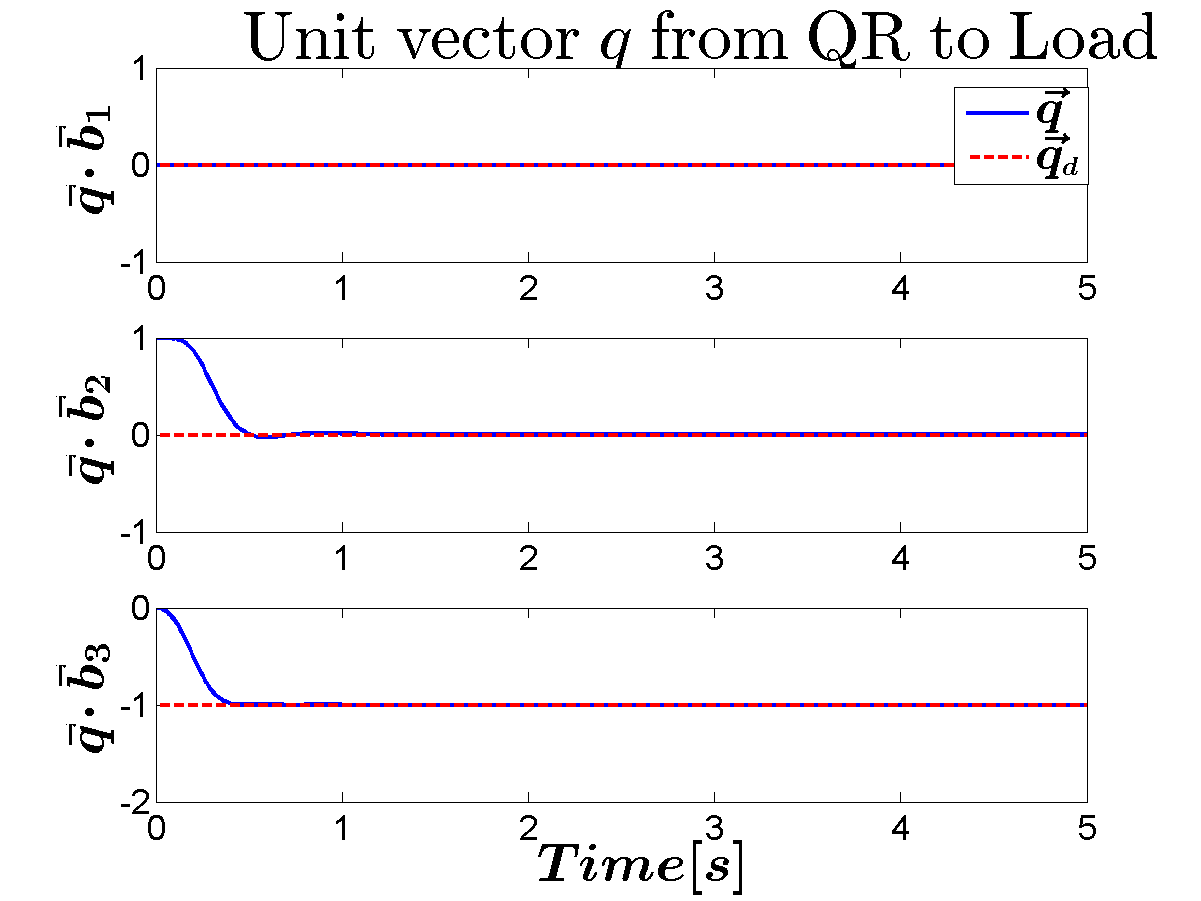 Unit vector q from QR to Load
1
0
-1
q⃗ · b⃗₁
q⃗
q⃗_d
0 1 2 3 4 5
1
0
-1
q⃗ · b⃗₂
0 1 2 3 4 5
0
-1
-2
q⃗ · b⃗₃
0 1 2 3 4 5
Time[s]